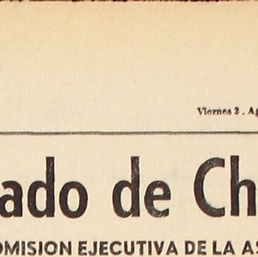 Viernes 2 . Ag
ado de Ch
OMISION EJECUTIVA DE LA AS